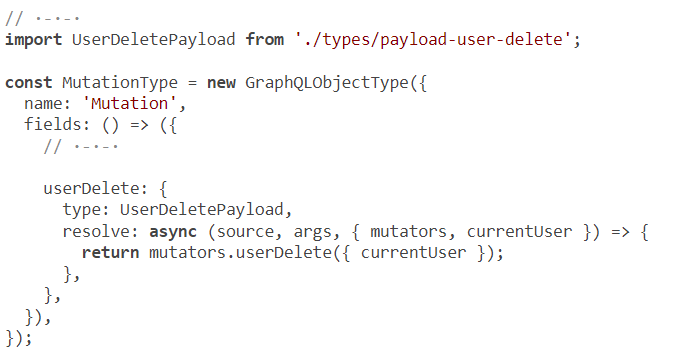 // ·-·-·
import UserDeletePayload from './types/payload-user-delete';
const MutationType = new GraphQLObjectType({
name: 'Mutation',
fields: () => ({
// ·-·-·
userDelete: {
type: UserDeletePayload,
resolve: async (source, args, { mutators, currentUser }) => {
return mutators.userDelete({ currentUser });
},
},
}),
});